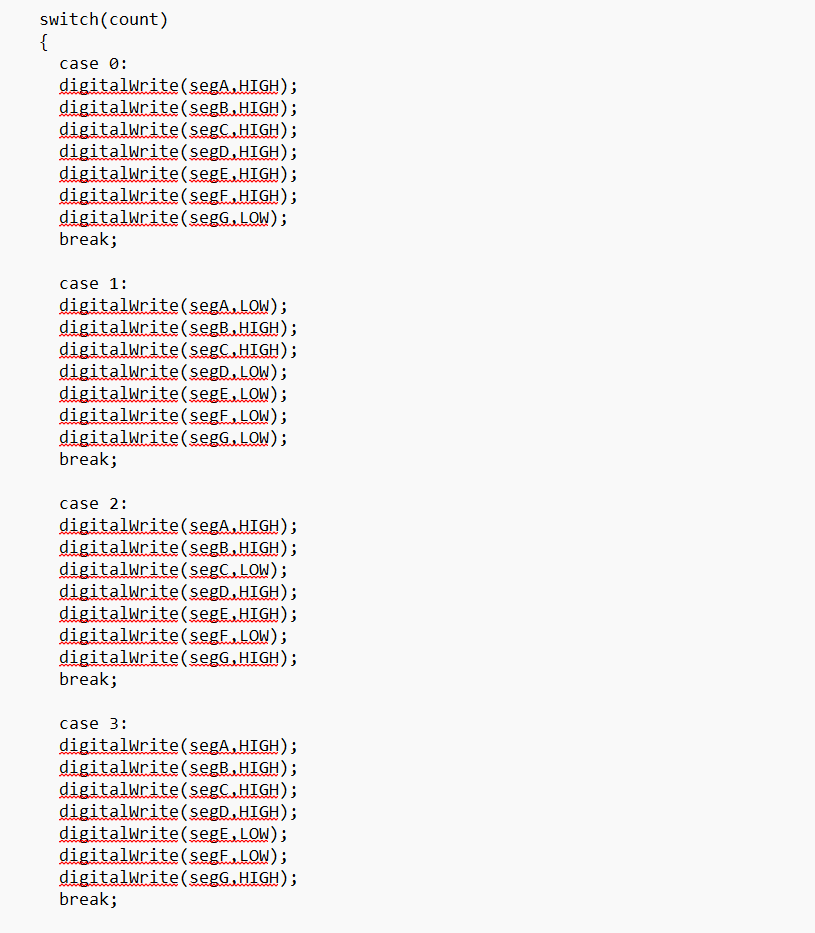 switch(count)
{
case 0:
digitalWrite(segA,HIGH);
digitalWrite(segB,HIGH);
digitalWrite(segC,HIGH);
digitalWrite(segD,HIGH);
digitalWrite(segE,HIGH);
digitalWrite(segF,HIGH);
digitalWrite(segG,LOW);
break;
case 1:
digitalWrite(segA,LOW);
digitalWrite(segB,HIGH);
digitalWrite(segC,HIGH);
digitalWrite(segD,LOW);
digitalWrite(segE,LOW);
digitalWrite(segF,LOW);
digitalWrite(segG,LOW);
break;
case 2:
digitalWrite(segA,HIGH);
digitalWrite(segB,HIGH);
digitalWrite(segC,LOW);
digitalWrite(segD,HIGH);
digitalWrite(segE,HIGH);
digitalWrite(segF,LOW);
digitalWrite(segG,HIGH);
break;
case 3:
digitalWrite(segA,HIGH);
digitalWrite(segB,HIGH);
digitalWrite(segC,HIGH);
digitalWrite(segD,HIGH);
digitalWrite(segE,LOW);
digitalWrite(segF,LOW);
digitalWrite(segG,HIGH);
break;